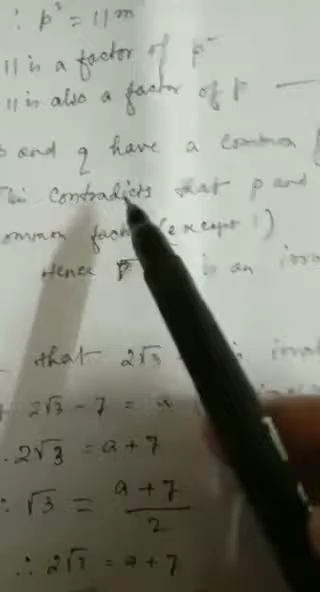 ∴ p² = 11m
11 is a factor of p²
11 is also a factor of p —
and q have a common
This contradicts that p and
common factor (except 1)
Hence is an
that 2√3
2√3 - 7 = a
2√3 = a + 7
∴ √3 = (a + 7)/2
∴ 2√3 = a + 7